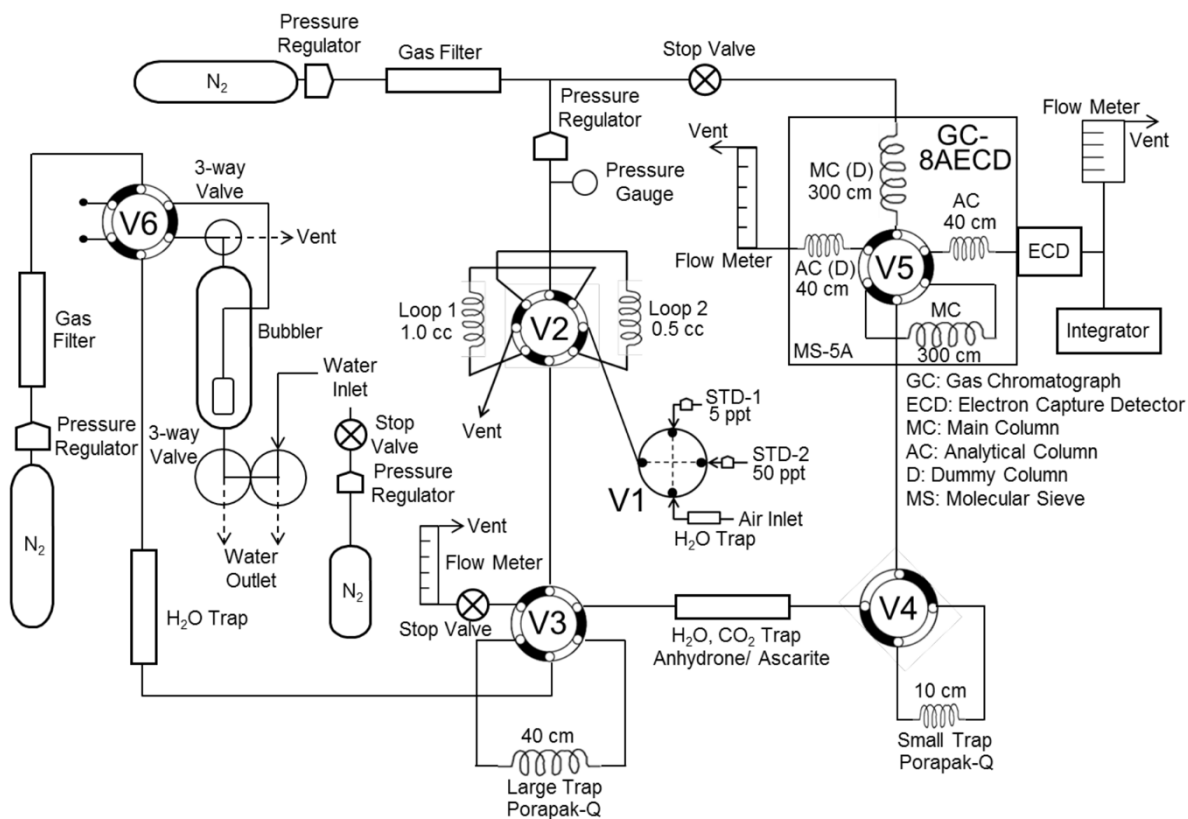 Pressure
Regulator
N2
Gas Filter
Stop Valve
Pressure
Regulator
Flow Meter
Vent
GC-
8AECD
Vent
MC (D)
300 cm
3-way
Valve
Pressure
Gauge
AC
40 cm
V6
Vent
V5
ECD
Flow Meter
AC (D)
40 cm
Loop 1
1.0 cc
V2
Loop 2
0.5 cc
Gas
Filter
Bubbler
MC
300 cm
MS-5A
Integrator
Water
Inlet
Vent
STD-1
5 ppt
STD-2
50 ppt
GC: Gas Chromatograph
ECD: Electron Capture Detector
MC: Main Column
AC: Analytical Column
D: Dummy Column
MS: Molecular Sieve
Stop
Valve
Pressure
Regulator
3-way
Valve
Pressure
Regulator
V1
Air Inlet
H2O Trap
N2
Water
Outlet
N2
Vent
Flow Meter
Stop Valve
V3
H2O Trap
H2O, CO2 Trap
Anhydrone/ Ascarite
V4
40 cm
Large Trap
Porapak-Q
10 cm
Small Trap
Porapak-Q